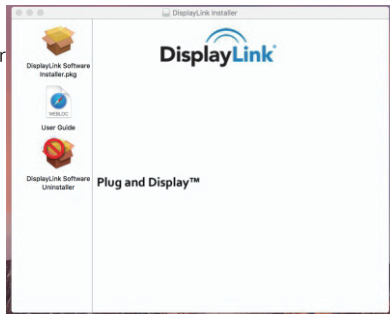 DisplayLink Installer
r
DisplayLink Software
Installer.pkg
WEBLOC
User Guide
DisplayLink Software
Uninstaller
DisplayLink®
Plug and Display™